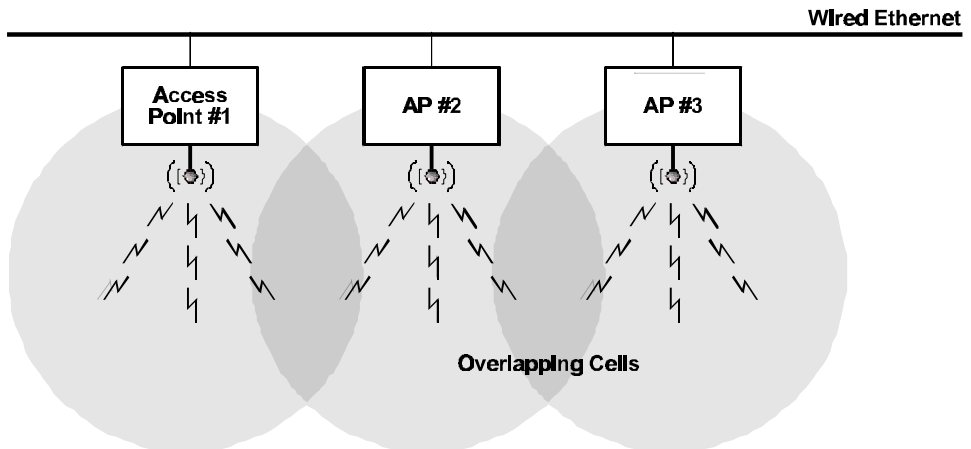 Wired Ethernet
Access
Point #1
AP #2
AP #3
Overlapping Cells